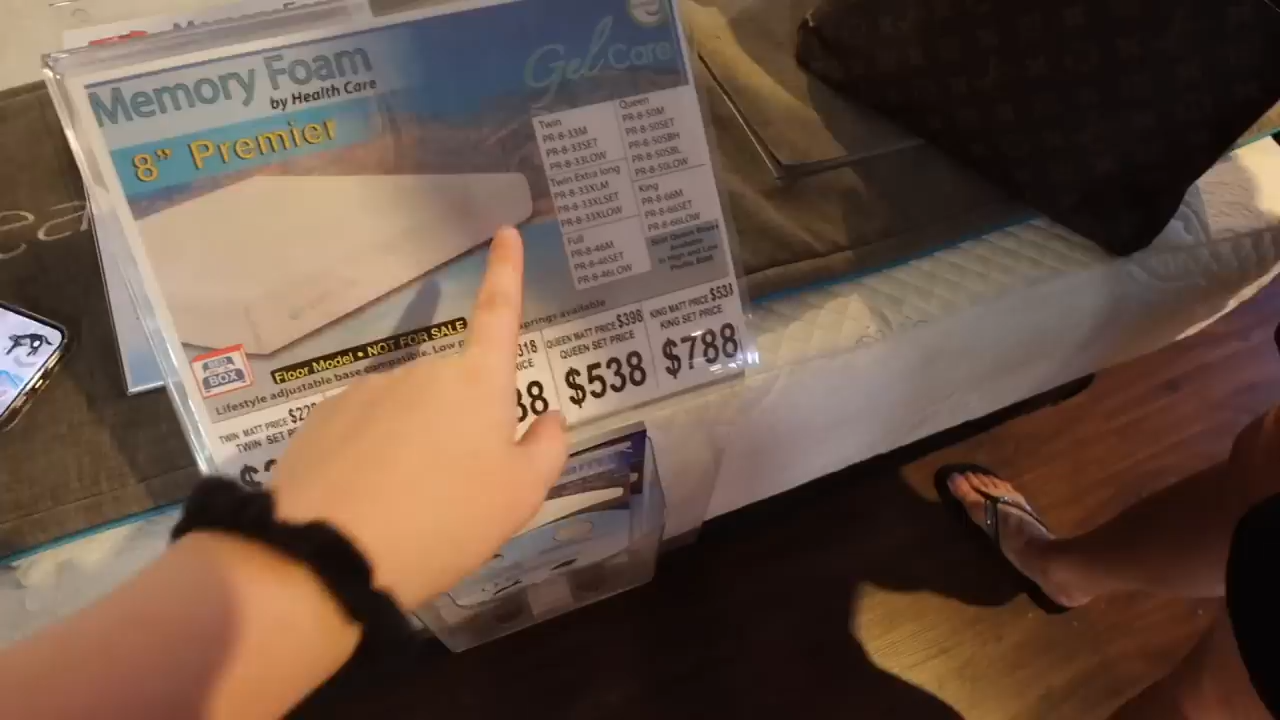 Memory Foam
by Health Care
8” Premier
Gel Care
Twin
PR-8-33M
PR-8-33SET
PR-8-33LOW
Twin Extra long
PR-8-33XLM
PR-8-33XLSET
PR-8-33XLOW
Full
PR-8-46M
PR-8-46SET
PR-8-46LOW
Queen
PR-8-50M
PR-8-50SET
PR-8-50SBH
PR-8-50SBL
PR-8-50LOW
King
PR-8-66M
PR-8-66SET
PR-8-66LOW
Split Queen Boxes
Available
in High and Low
Profile
BED
BOX
Floor Model • NOT FOR SALE
Lifestyle adjustable base compatible. Low springs available
TWIN MATT PRICE
TWIN SET
318
38
QUEEN MATT PRICE $398
QUEEN SET PRICE
$538
KING MATT PRICE
KING SET PRICE
$788
ea